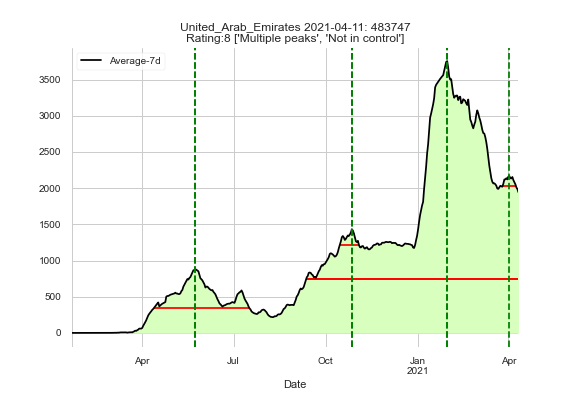 United_Arab_Emirates 2021-04-11: 483747
Rating:8 ['Multiple peaks', 'Not in control']
Average-7d
3500
3000
2500
2000
1500
1000
500
0
Apr Jul Oct Jan Apr
2021
Date